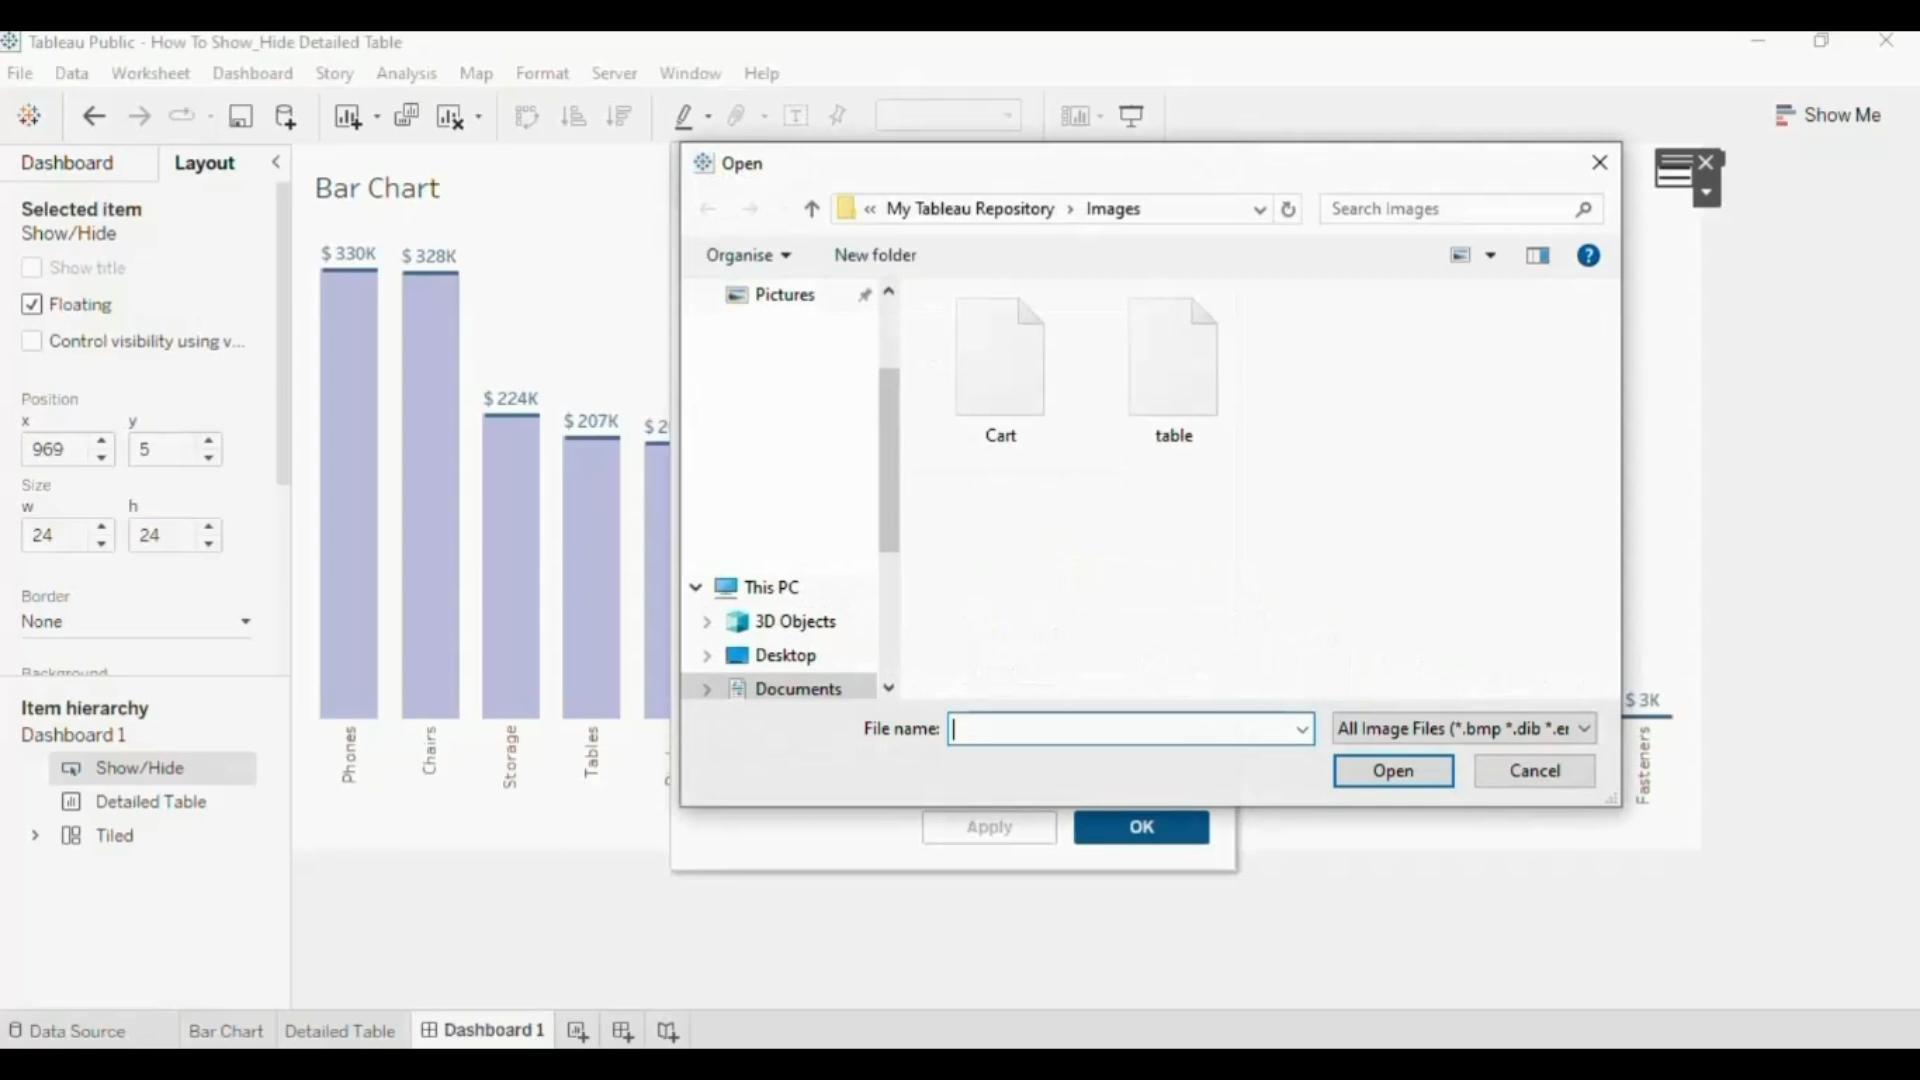 Tableau Public - How To Show_Hide Detailed Table
File Data Worksheet Dashboard Story Analysis Map Format Server Window Help
Show Me
Dashboard Layout
Selected item
Show/Hide
Show title
Floating
Control visibility using v...
Position
x y
969 5
Size
w h
24 24
Border
None
Background
Item hierarchy
Dashboard 1
Show/Hide
Detailed Table
Tiled
Bar Chart
$ 330K
$ 328K
$ 224K
$ 207K
$ 2
$ 3K
Phones
Chairs
Storage
Tables
Fasteners
Open
« My Tableau Repository › Images
Search Images
Organise New folder
Pictures
This PC
3D Objects
Desktop
Documents
Cart
table
File name:
All Image Files (*.bmp *.dib *.er
Open Cancel
Apply OK
Data Source Bar Chart Detailed Table Dashboard 1